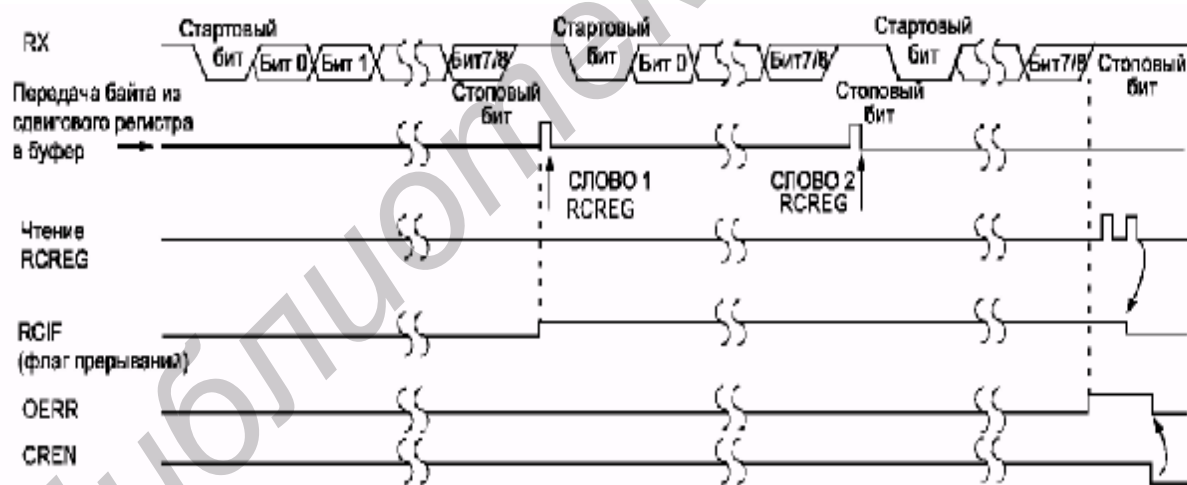 RX
Стартовый бит
Бит 0
Бит 1
Бит7/8
Стоповый бит
Стартовый бит
Бит 0
Бит7/8
Стоповый бит
Стартовый бит
Бит7/8
Стоповый бит
Передача байта из
сдвигового регистра
в буфер
СЛОВО 1
RCREG
СЛОВО 2
RCREG
Чтение
RCREG
RCIF
(флаг прерываний)
OERR
CREN